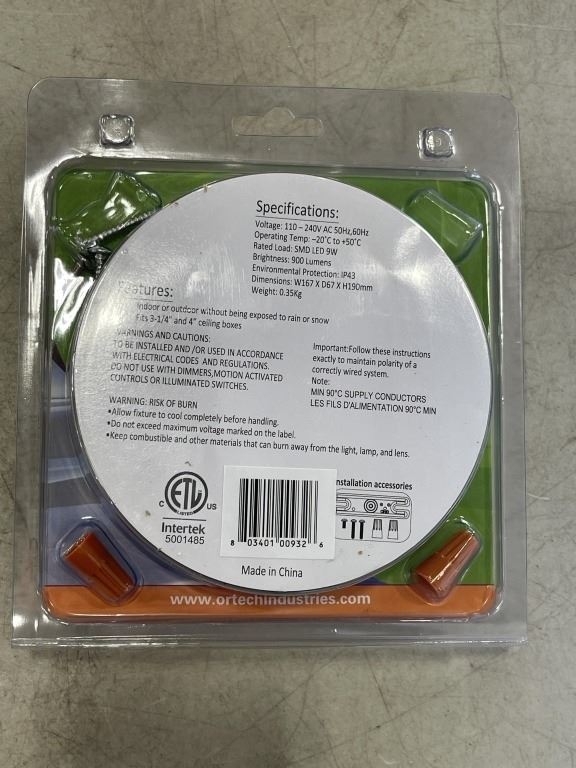 Specifications:
Voltage: 110 – 240V AC 50Hz,60Hz
Operating Temp: –20˚C to +50˚C
Rated Load: SMD LED 9W
Brightness: 900 Lumens
Environmental Protection: IP43
Dimensions: W167 X D67 X H190mm
Weight: 0.35Kg
Features:
Indoor or outdoor without being exposed to rain or snow
Fits 3-1/4" and 4" ceiling boxes
WARNINGS AND CAUTIONS:
TO BE INSTALLED AND /OR USED IN ACCORDANCE
WITH ELECTRICAL CODES AND REGULATIONS.
DO NOT USE WITH DIMMERS,MOTION ACTIVATED
CONTROLS OR ILLUMINATED SWITCHES.
Important:Follow these instructions
exactly to maintain polarity of a
correctly wired system.
Note:
MIN 90°C SUPPLY CONDUCTORS
LES FILS D'ALIMENTATION 90°C MIN
WARNING: RISK OF BURN
•Allow fixture to cool completely before handling.
•Do not exceed maximum voltage marked on the label.
•Keep combustible and other materials that can burn away from the light, lamp, and lens.
C ETL US
LISTED
Intertek
5001485
8 03401 00932 6
installation accessories
Made in China
www.ortechindustries.com